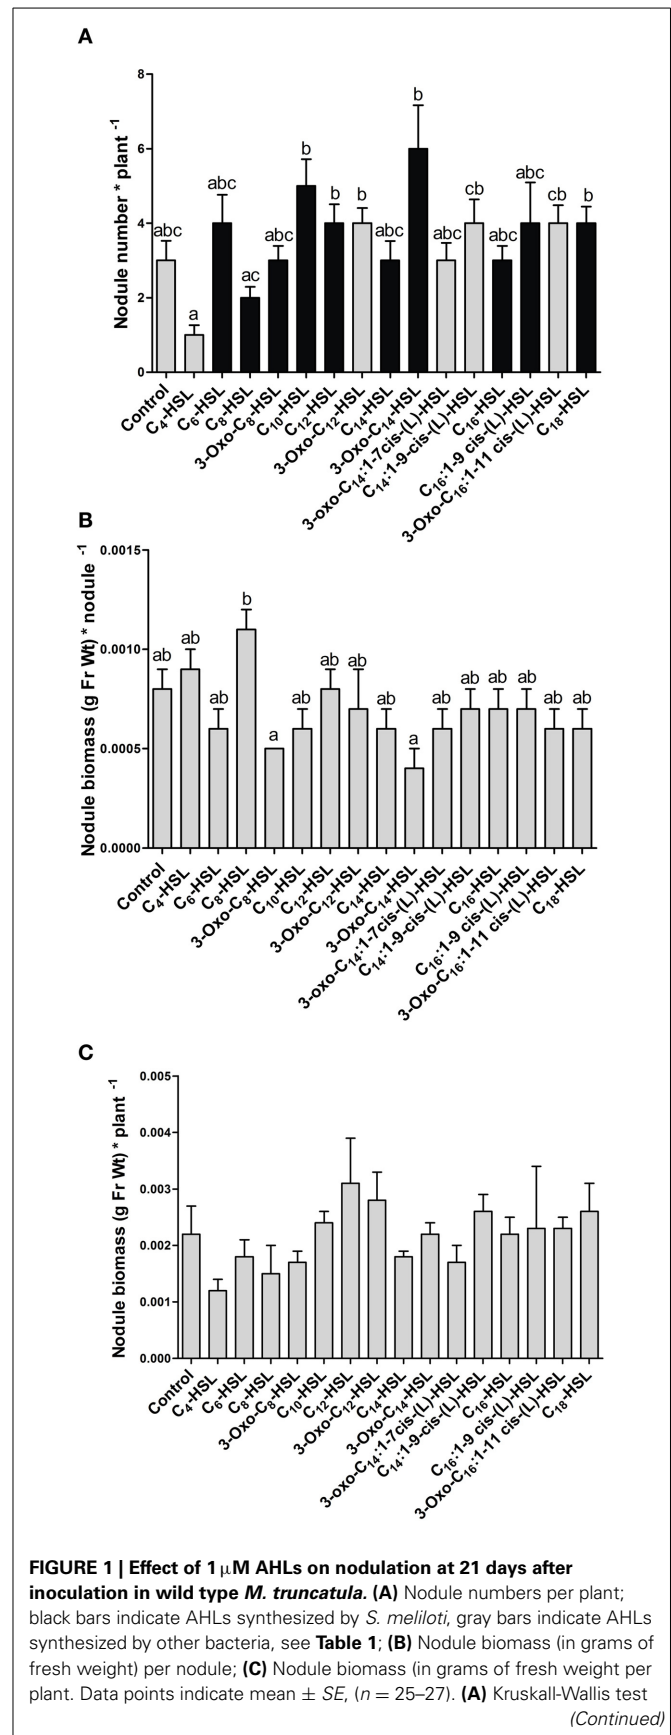 A
Nodule number * plant -1
8
6
4
2
0
abc
a
abc
ac
abc
b
b
b
abc
b
abc
cb
abc
abc
cb
b
Control
C4-HSL
C6-HSL
C8-HSL
3-Oxo-C8-HSL
C10-HSL
C12-HSL
3-Oxo-C12-HSL
C14-HSL
3-Oxo-C14-HSL
3-oxo-C14:1-7cis-(L)-HSL
C14:1-9-cis-(L)-HSL
C16-HSL
C16:1-9 cis-(L)-HSL
3-Oxo-C16:1-11 cis-(L)-HSL
C18-HSL
B
Nodule biomass (g Fr Wt) * nodule -1
0.0015
0.0010
0.0005
0.0000
ab
ab
ab
b
a
ab
ab
ab
ab
a
ab
ab
ab
ab
ab
ab
Control
C4-HSL
C6-HSL
C8-HSL
3-Oxo-C8-HSL
C10-HSL
C12-HSL
3-Oxo-C12-HSL
C14-HSL
3-Oxo-C14-HSL
3-oxo-C14:1-7cis-(L)-HSL
C14:1-9-cis-(L)-HSL
C16-HSL
C16:1-9 cis-(L)-HSL
3-Oxo-C16:1-11 cis-(L)-HSL
C18-HSL
C
Nodule biomass (g Fr Wt) * plant -1
0.005
0.004
0.003
0.002
0.001
0.000
Control
C4-HSL
C6-HSL
C8-HSL
3-Oxo-C8-HSL
C10-HSL
C12-HSL
3-Oxo-C12-HSL
C14-HSL
3-Oxo-C14-HSL
3-oxo-C14:1-7cis-(L)-HSL
C14:1-9-cis-(L)-HSL
C16-HSL
C16:1-9 cis-(L)-HSL
3-Oxo-C16:1-11 cis-(L)-HSL
C18-HSL
FIGURE 1 | Effect of 1 μM AHLs on nodulation at 21 days after
inoculation in wild type M. truncatula. (A) Nodule numbers per plant;
black bars indicate AHLs synthesized by S. meliloti, gray bars indicate AHLs
synthesized by other bacteria, see Table 1; (B) Nodule biomass (in grams of
fresh weight) per nodule; (C) Nodule biomass (in grams of fresh weight per
plant. Data points indicate mean ± SE, (n = 25–27). (A) Kruskall-Wallis test
(Continued)